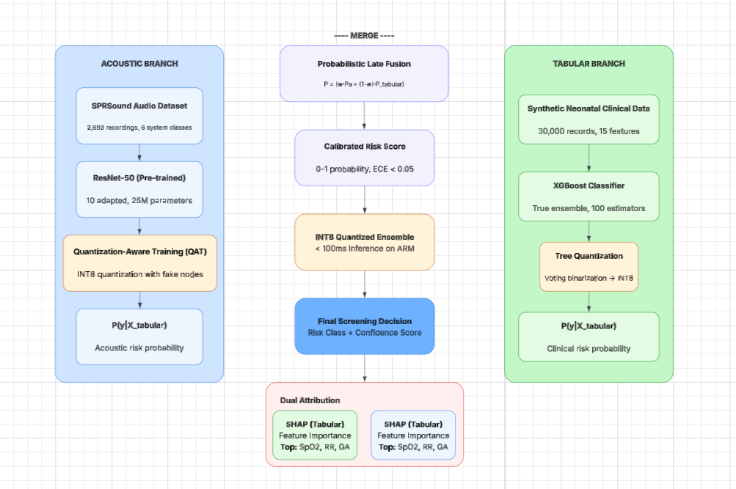 ACOUSTIC BRANCH
SPRSound Audio Dataset
2,683 recordings, 6 system classes
ResNet-50 (Pre-trained)
10 adapted, 25M parameters
Quantization-Aware Training (QAT)
INT8 quantization with fake nodes
P(y|X_tabular)
Acoustic risk probability
---- MERGE ----
Probabilistic Late Fusion
P = (w·Pa + (1-w)·P_tabular)
Calibrated Risk Score
0-1 probability, ECE < 0.05
INT8 Quantized Ensemble
< 100ms inference on ARM
Final Screening Decision
Risk Class + Confidence Score
Dual Attribution
SHAP (Tabular)
Feature Importance
Top: SpO2, RR, GA
SHAP (Tabular)
Feature Importance
Top: SpO2, RR, GA
TABULAR BRANCH
Synthetic Neonatal Clinical Data
30,000 records, 15 features
XGBoost Classifier
True ensemble, 100 estimators
Tree Quantization
Voting binarization → INT8
P(y|X_tabular)
Clinical risk probability